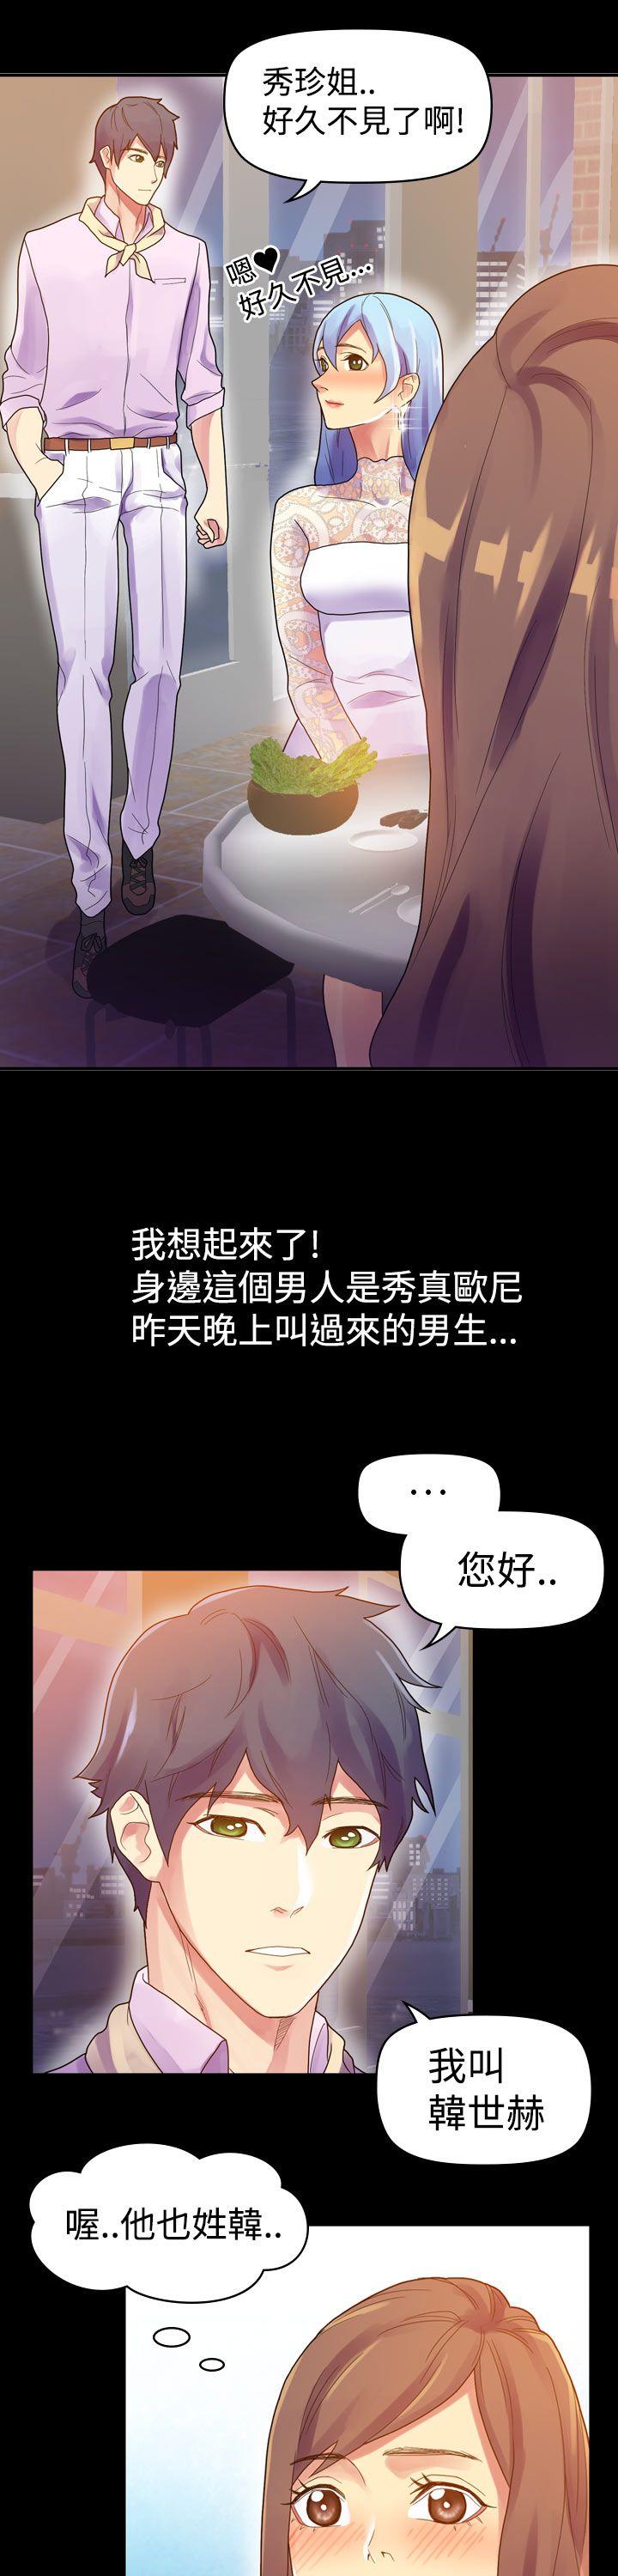 秀珍姐..
好久不見了啊!
嗯♥
好久不見...
我想起來了!
身邊這個男人是秀真歐尼
昨天晚上叫過來的男生...
...
您好..
我叫
韓世赫
喔..他也姓韓..